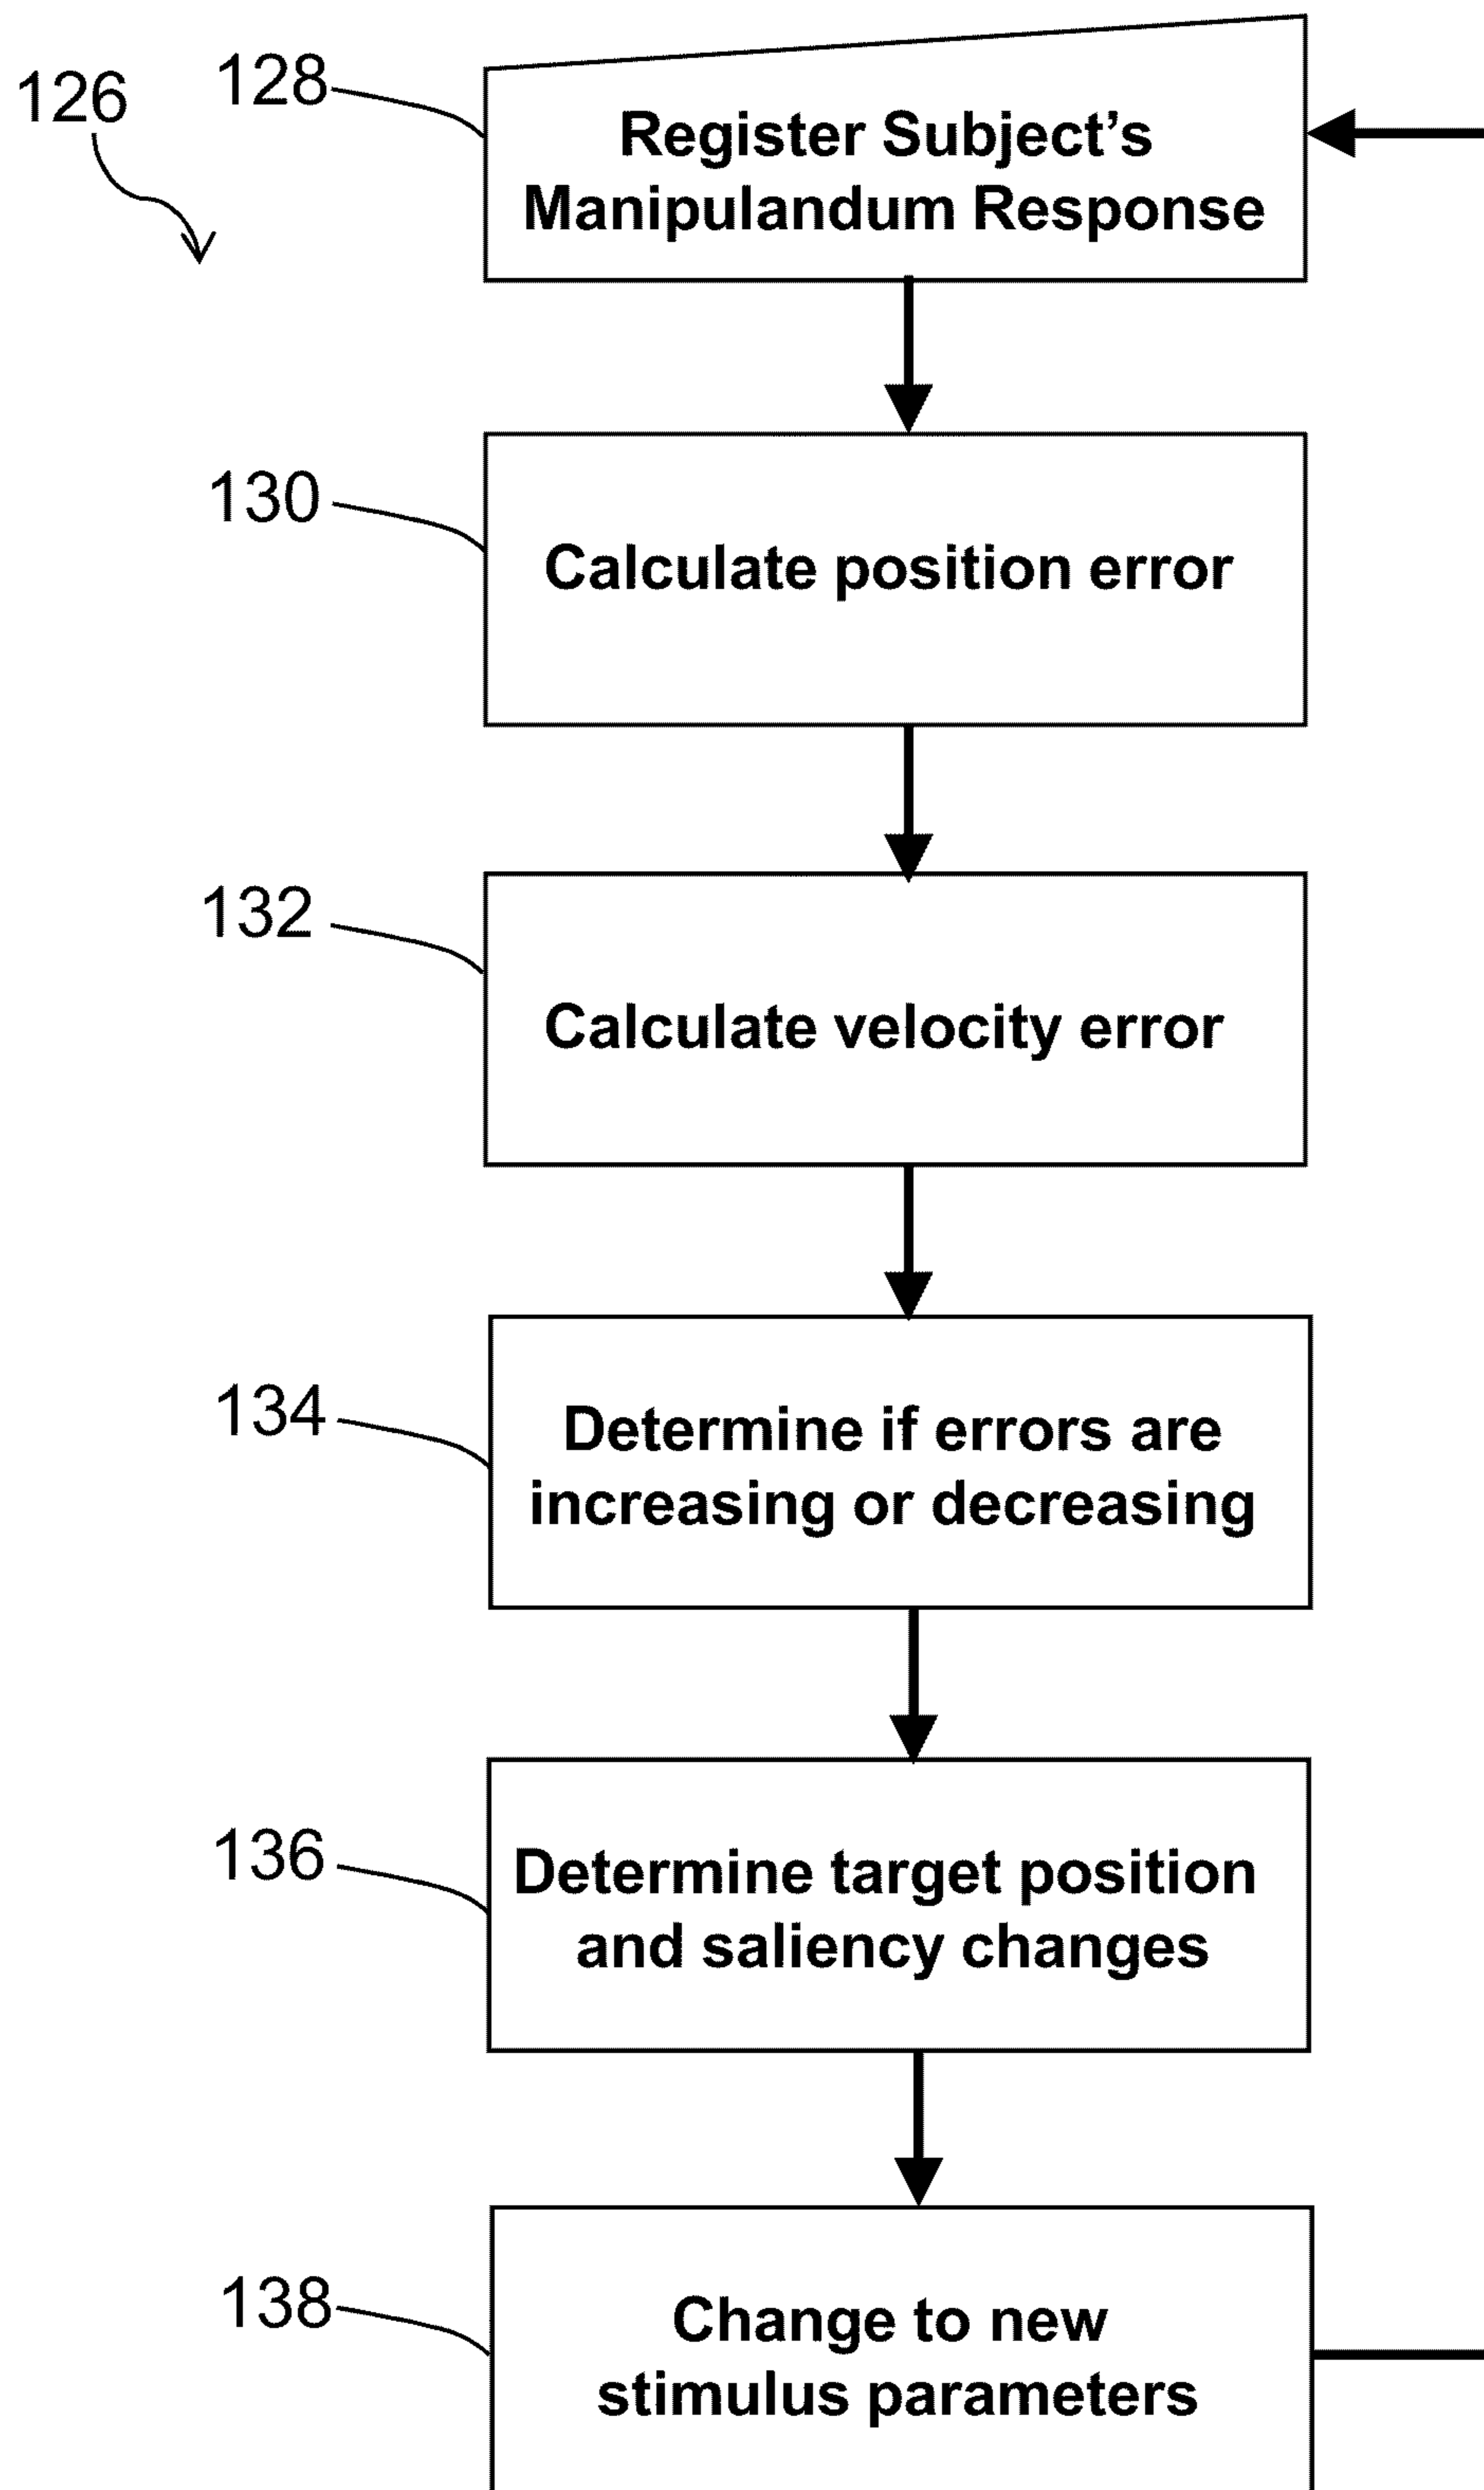 126
128
Register Subject's
Manipulandum Response
130
Calculate position error
132
Calculate velocity error
134
Determine if errors are
increasing or decreasing
136
Determine target position
and saliency changes
138
Change to new
stimulus parameters